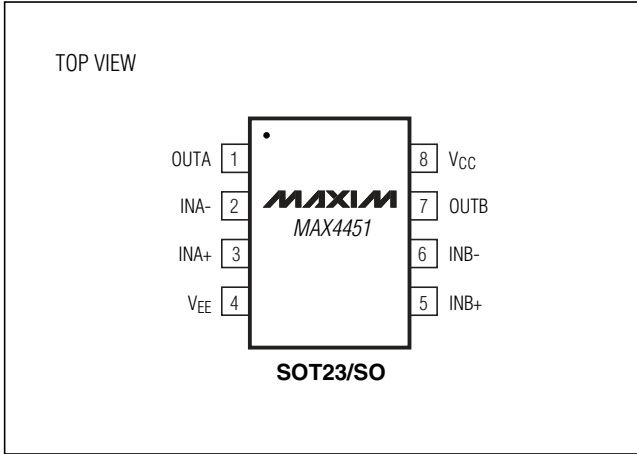 TOP VIEW
OUTA 1 8 VCC
INA- 2 MAXIM 7 OUTB
MAX4451
INA+ 3 6 INB-
VEE 4 5 INB+
SOT23/SO